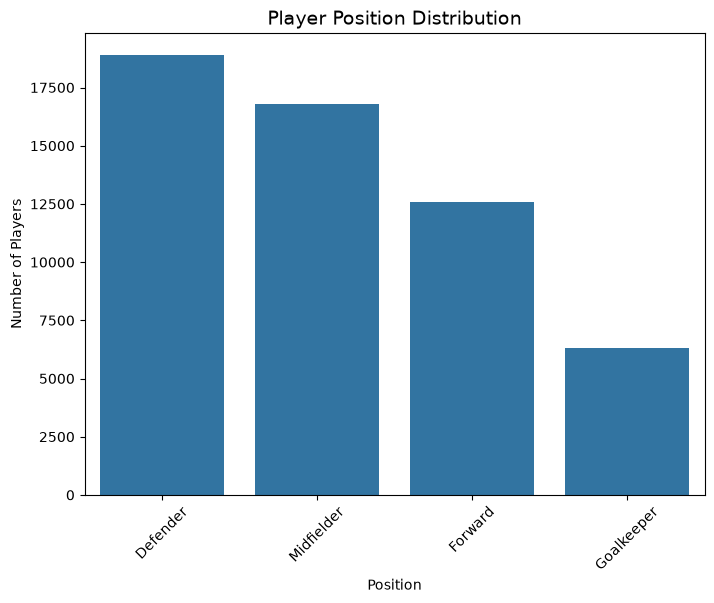 Player Position Distribution
Number of Players
17500
15000
12500
10000
7500
5000
2500
0
Defender
Midfielder
Forward
Goalkeeper
Position